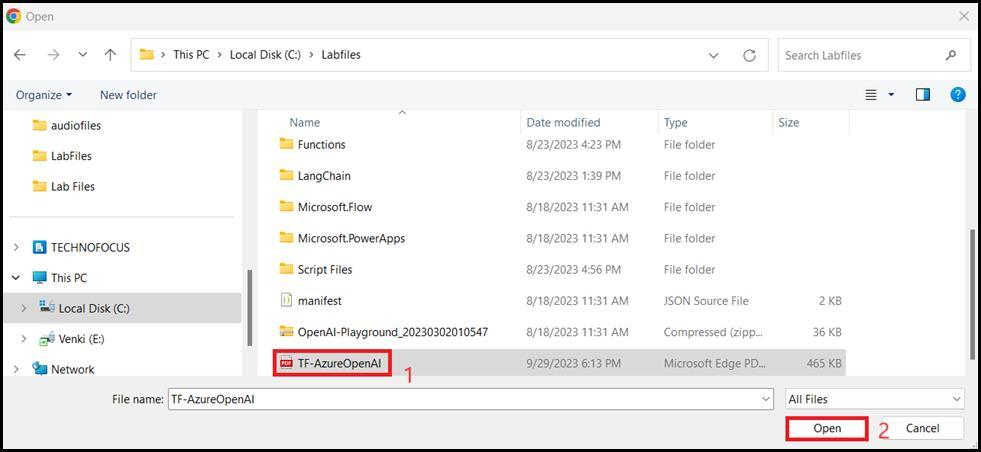 Open
This PC > Local Disk (C:) > Labfiles
Search Labfiles
Organize
New folder
audiofiles
LabFiles
Lab Files
TECHNOFOCUS
This PC
Local Disk (C:)
Venki (E:)
Network
Name Date modified Type Size
Functions 8/23/2023 4:23 PM File folder
LangChain 8/23/2023 1:39 PM File folder
Microsoft.Flow 8/18/2023 11:31 AM File folder
Microsoft.PowerApps 8/18/2023 11:31 AM File folder
Script Files 8/23/2023 4:56 PM File folder
manifest 8/18/2023 11:31 AM JSON Source File 2 KB
OpenAI-Playground_20230302010547 8/18/2023 11:31 AM Compressed (zipp... 36 KB
PDF TF-AzureOpenAI 9/29/2023 6:13 PM Microsoft Edge PD... 465 KB
1
File name: TF-AzureOpenAI All Files
Open 2 Cancel